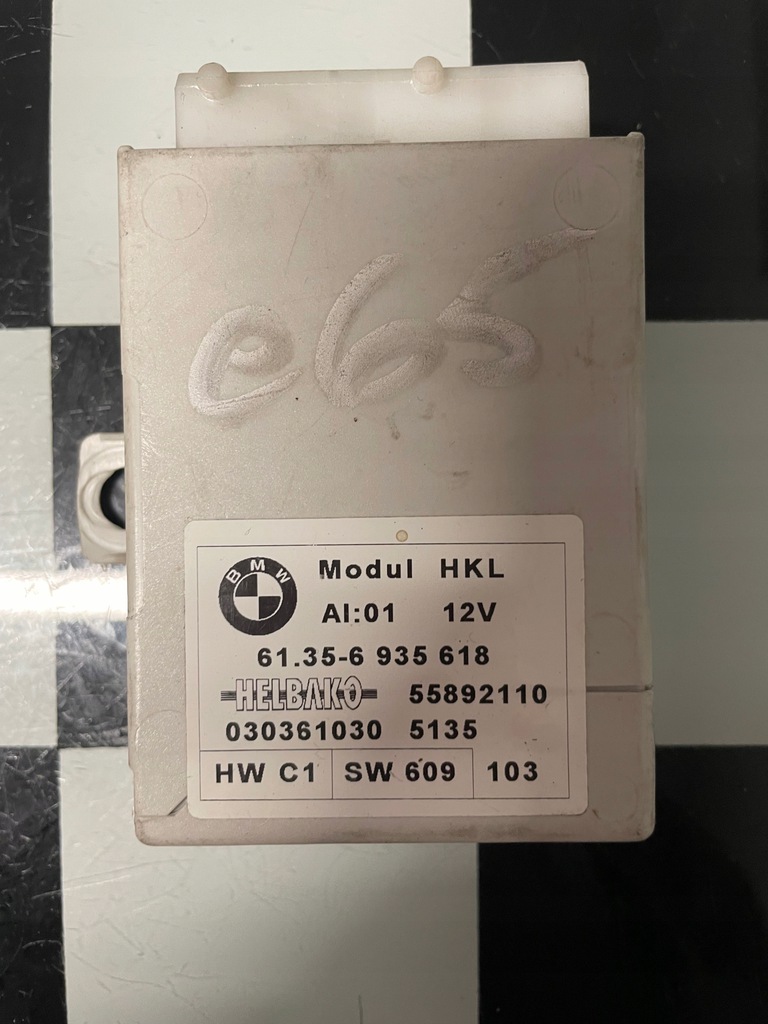 e65
BMW
Modul HKL
AI:01 12V
61.35-6 935 618
HELBAKO 55892110
030361030 5135
HW C1 SW 609 103